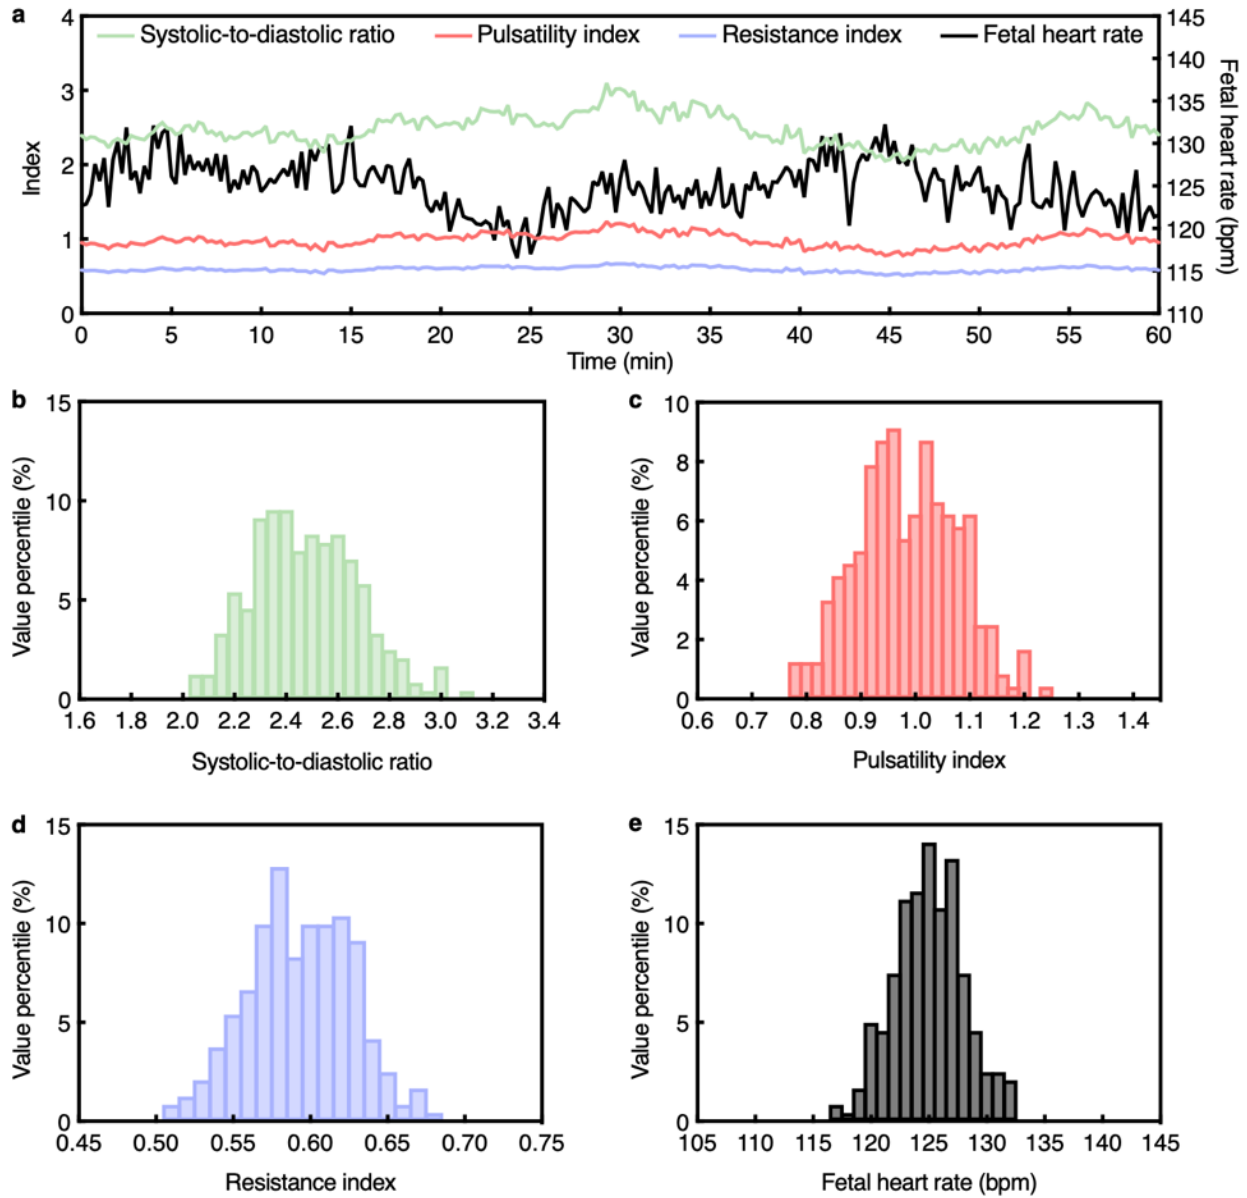 a
Systolic-to-diastolic ratio Pulsatility index Resistance index Fetal heart rate
4
3
2
1
0
Index
145
140
135
130
125
120
115
110
Fetal heart rate (bpm)
0 5 10 15 20 25 30 35 40 45 50 55 60
Time (min)
b
15
10
5
0
Value percentile (%)
1.6 1.8 2.0 2.2 2.4 2.6 2.8 3.0 3.2 3.4
Systolic-to-diastolic ratio
c
10
8
6
4
2
0
Value percentile (%)
0.6 0.7 0.8 0.9 1.0 1.1 1.2 1.3 1.4
Pulsatility index
d
15
10
5
0
Value percentile (%)
0.45 0.50 0.55 0.60 0.65 0.70 0.75
Resistance index
e
15
10
5
0
Value percentile (%)
105 110 115 120 125 130 135 140 145
Fetal heart rate (bpm)